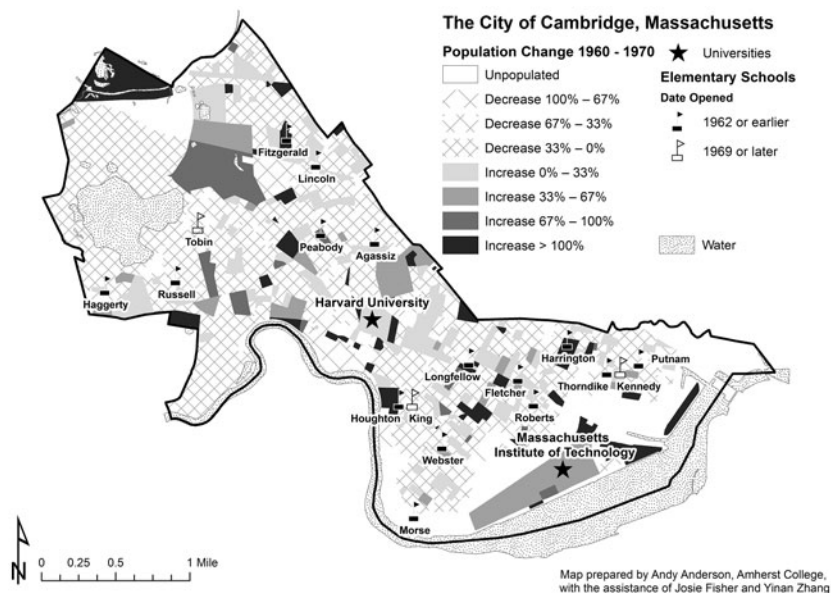 The City of Cambridge, Massachusetts
Population Change 1960 - 1970
Unpopulated
Decrease 100% – 67%
Decrease 67% – 33%
Decrease 33% – 0%
Increase 0% – 33%
Increase 33% – 67%
Increase 67% – 100%
Increase > 100%
Universities
Elementary Schools
Date Opened
1962 or earlier
1969 or later
Water
Fitzgerald
Lincoln
Tobin
Peabody
Agassiz
Haggerty
Russell
Harvard University
Harrington
Putnam
Longfellow
Thorndike
Kennedy
Fletcher
Houghton
King
Roberts
Massachusetts
Institute of Technology
Webster
Morse
N
0 0.25 0.5 1 Mile
Map prepared by Andy Anderson, Amherst College,
with the assistance of Josie Fisher and Yinan Zhang